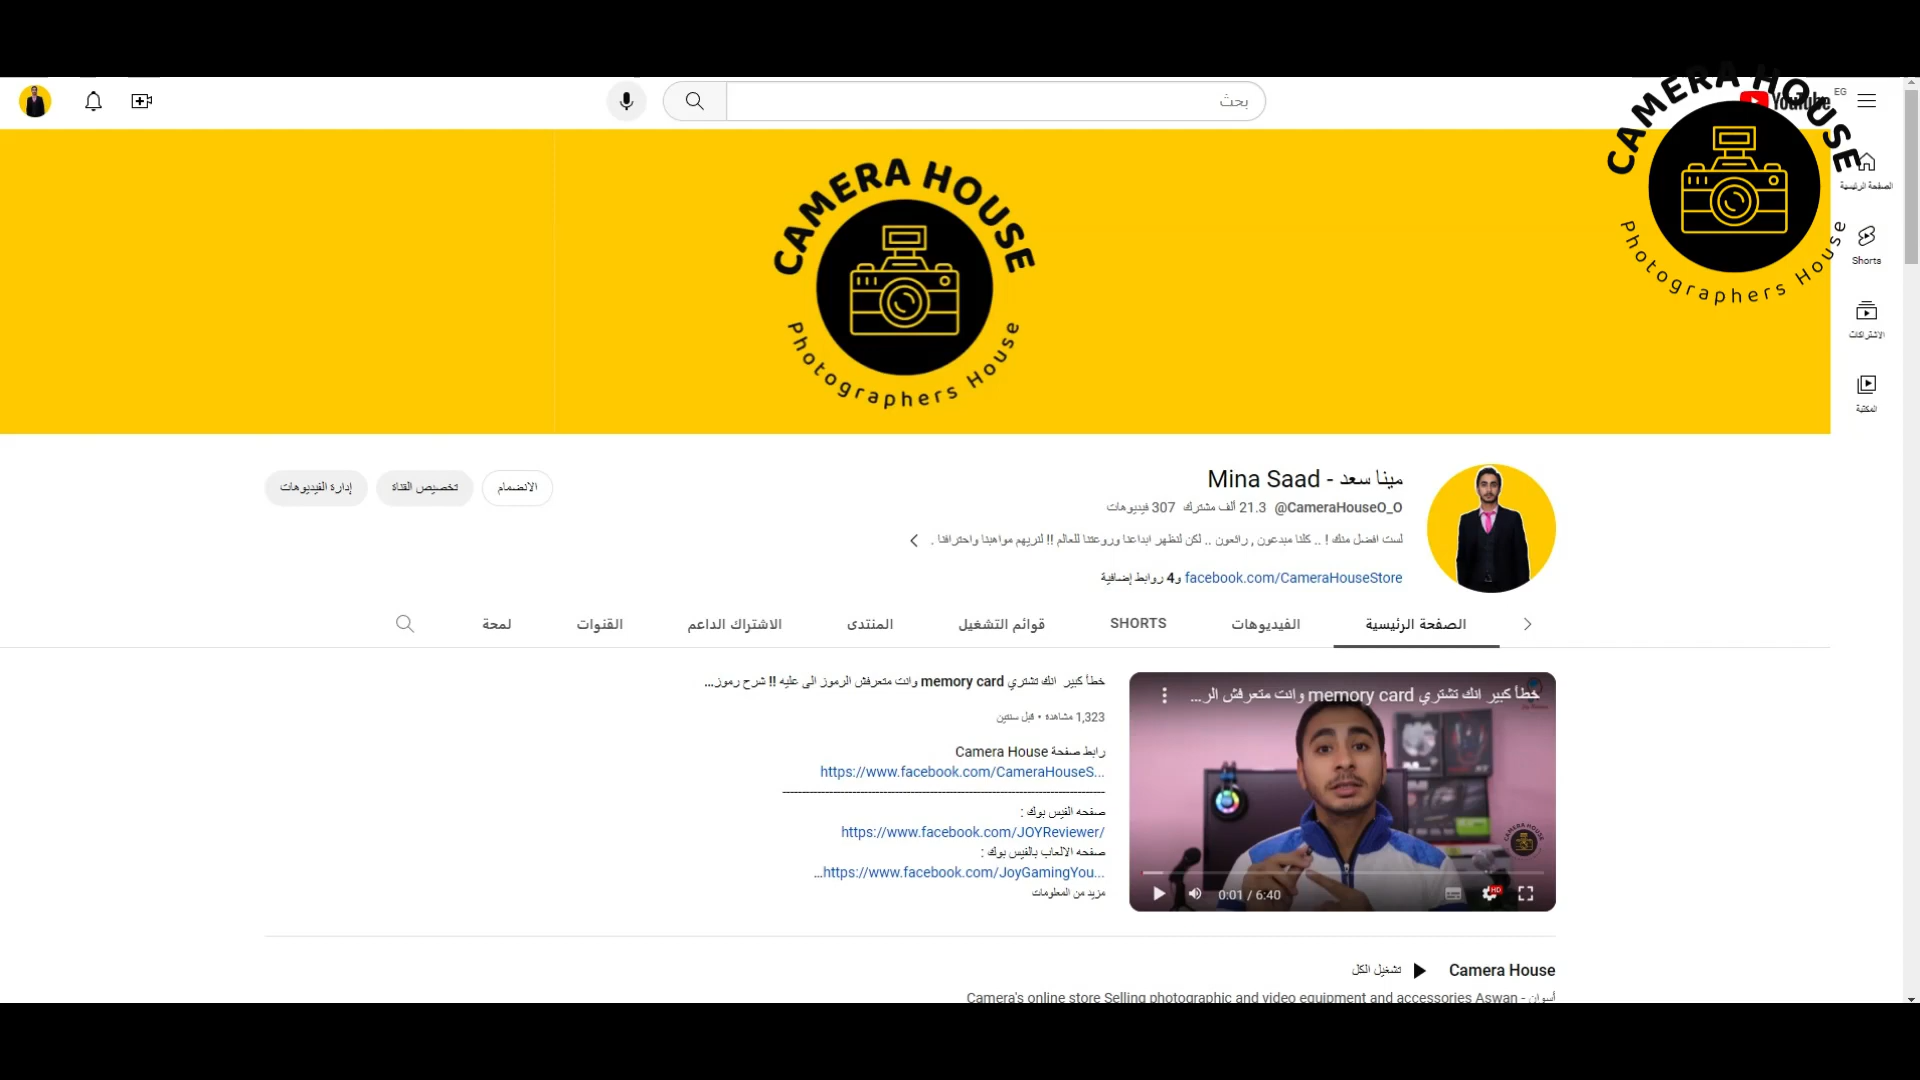 بحث
YouTube EG
CAMERA HOUSE
Photographers House
CAMERA HOUSE
Photographers House
الصفحة الرئيسية
Shorts
الاشتراكات
المكتبة
مينا سعد - Mina Saad
@CameraHouseO_O 21.3 ألف مشترك 307 فيديوهات
لست افضل منك ! .. كلنا مبدعون , رائعون .. لكن لنظهر ابداعنا وروعتنا للعالم !! لنريهم مواهبنا واحترافنا .
facebook.com/CameraHouseStore و4 روابط إضافية
الانضمام
تخصيص القناة
إدارة الفيديوهات
الصفحة الرئيسية
الفيديوهات
SHORTS
قوائم التشغيل
المنتدى
الاشتراك الداعم
القنوات
لمحة
خطأ كبير انك تشتري memory card وانت متعرفش الر...
CAMERA HOUSE
0:01 / 6:40
HD
خطأ كبير انك تشتري memory card وانت متعرفش الرموز الى عليه !! شرح رموز...
1,323 مشاهدة • قبل سنتين
رابط صفحة Camera House
https://www.facebook.com/CameraHouseS...
--------------------------------------------------------------------------------
صفحه الفيس بوك :
https://www.facebook.com/JOYReviewer/
صفحه الالعاب بالفيس بوك :
https://www.facebook.com/JoyGamingYou...‎...
مزيد من المعلومات
Camera House
تشغيل الكل
Camera's online store Selling photographic and video equipment and accessories Aswan - أسوان